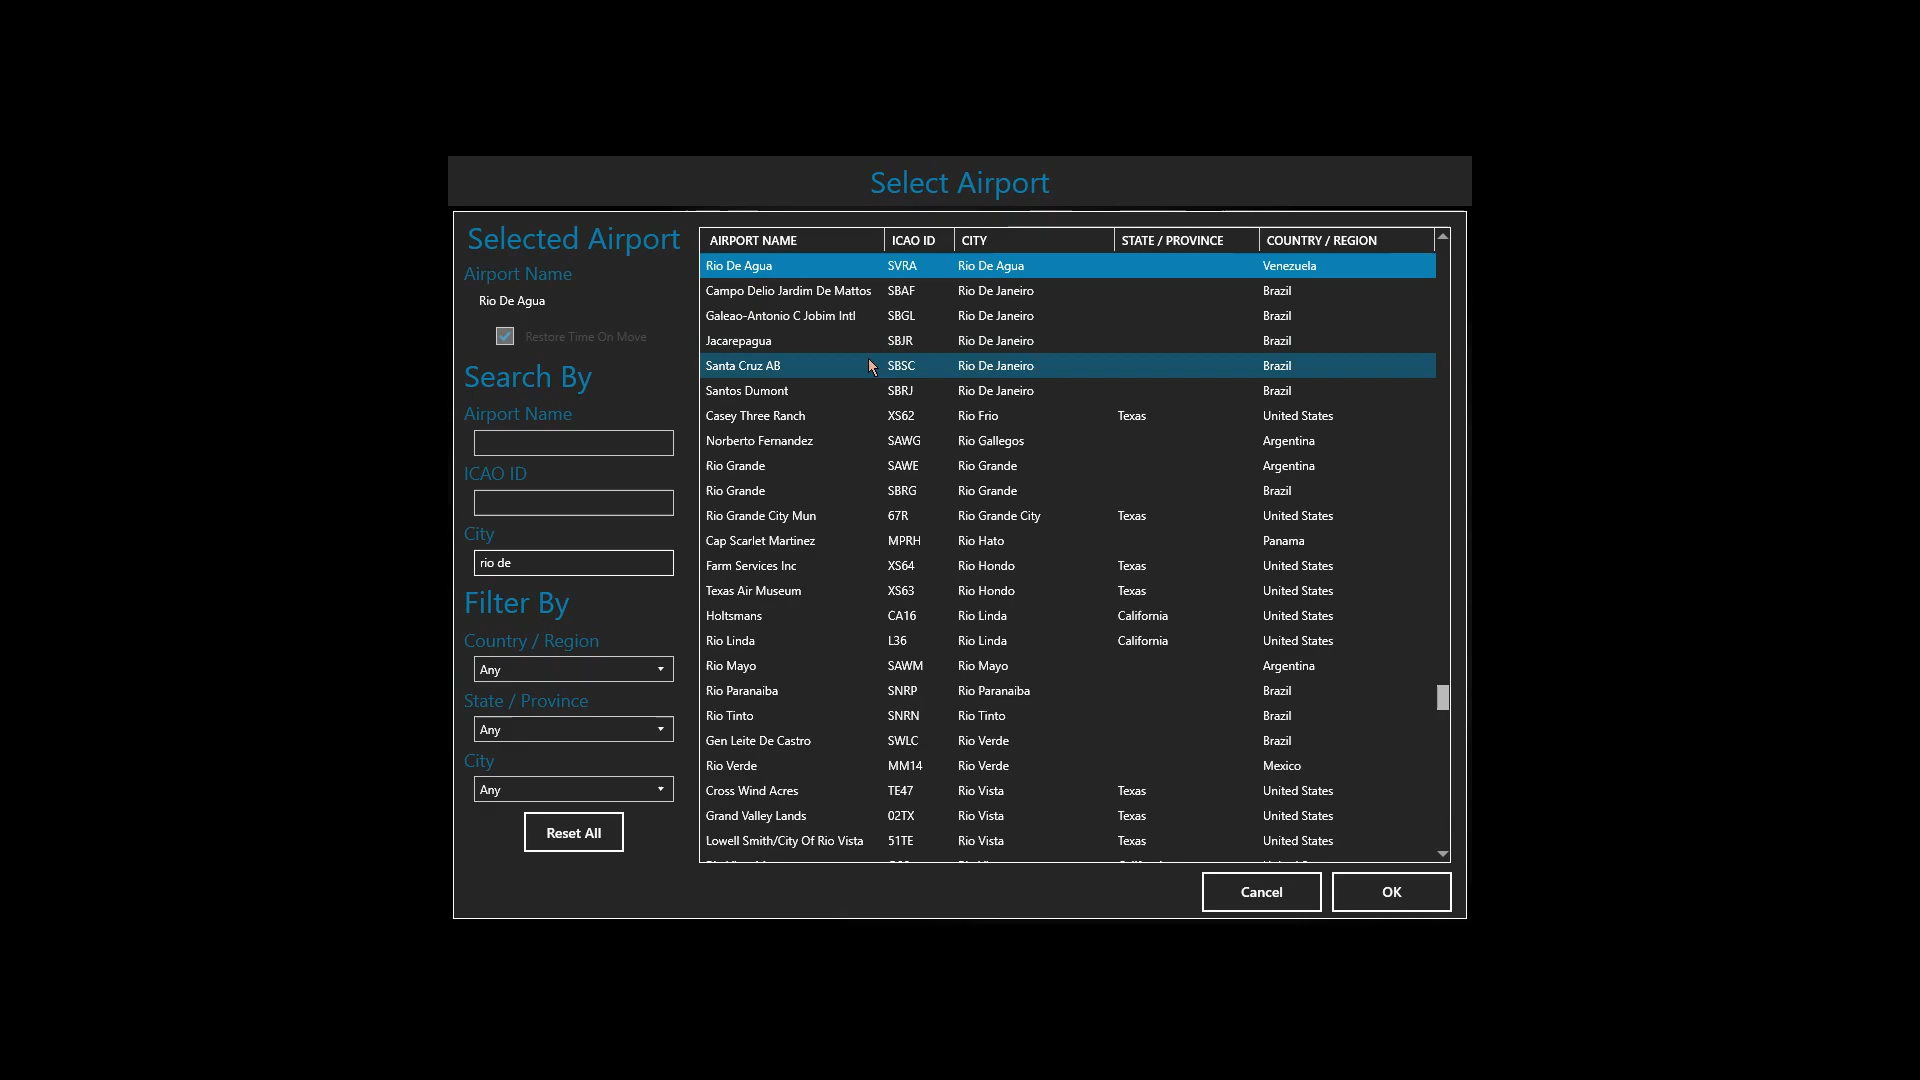 Select Airport
Selected Airport
Airport Name
Rio De Agua
Restore Time On Move
Search By
Airport Name
ICAO ID
City
rio de
Filter By
Country / Region
Any
State / Province
Any
City
Any
Reset All
AIRPORT NAME ICAO ID CITY STATE / PROVINCE COUNTRY / REGION
Rio De Agua SVRA Rio De Agua Venezuela
Campo Delio Jardim De Mattos SBAF Rio De Janeiro Brazil
Galeao-Antonio C Jobim Intl SBGL Rio De Janeiro Brazil
Jacarepagua SBJR Rio De Janeiro Brazil
Santa Cruz AB SBSC Rio De Janeiro Brazil
Santos Dumont SBRJ Rio De Janeiro Brazil
Casey Three Ranch XS62 Rio Frio Texas United States
Norberto Fernandez SAWG Rio Gallegos Argentina
Rio Grande SAWE Rio Grande Argentina
Rio Grande SBRG Rio Grande Brazil
Rio Grande City Mun 67R Rio Grande City Texas United States
Cap Scarlet Martinez MPRH Rio Hato Panama
Farm Services Inc XS64 Rio Hondo Texas United States
Texas Air Museum XS63 Rio Hondo Texas United States
Holtsmans CA16 Rio Linda California United States
Rio Linda L36 Rio Linda California United States
Rio Mayo SAWM Rio Mayo Argentina
Rio Paranaiba SNRP Rio Paranaiba Brazil
Rio Tinto SNRN Rio Tinto Brazil
Gen Leite De Castro SWLC Rio Verde Brazil
Rio Verde MM14 Rio Verde Mexico
Cross Wind Acres TE47 Rio Vista Texas United States
Grand Valley Lands 02TX Rio Vista Texas United States
Lowell Smith/City Of Rio Vista 51TE Rio Vista Texas United States
Cancel OK